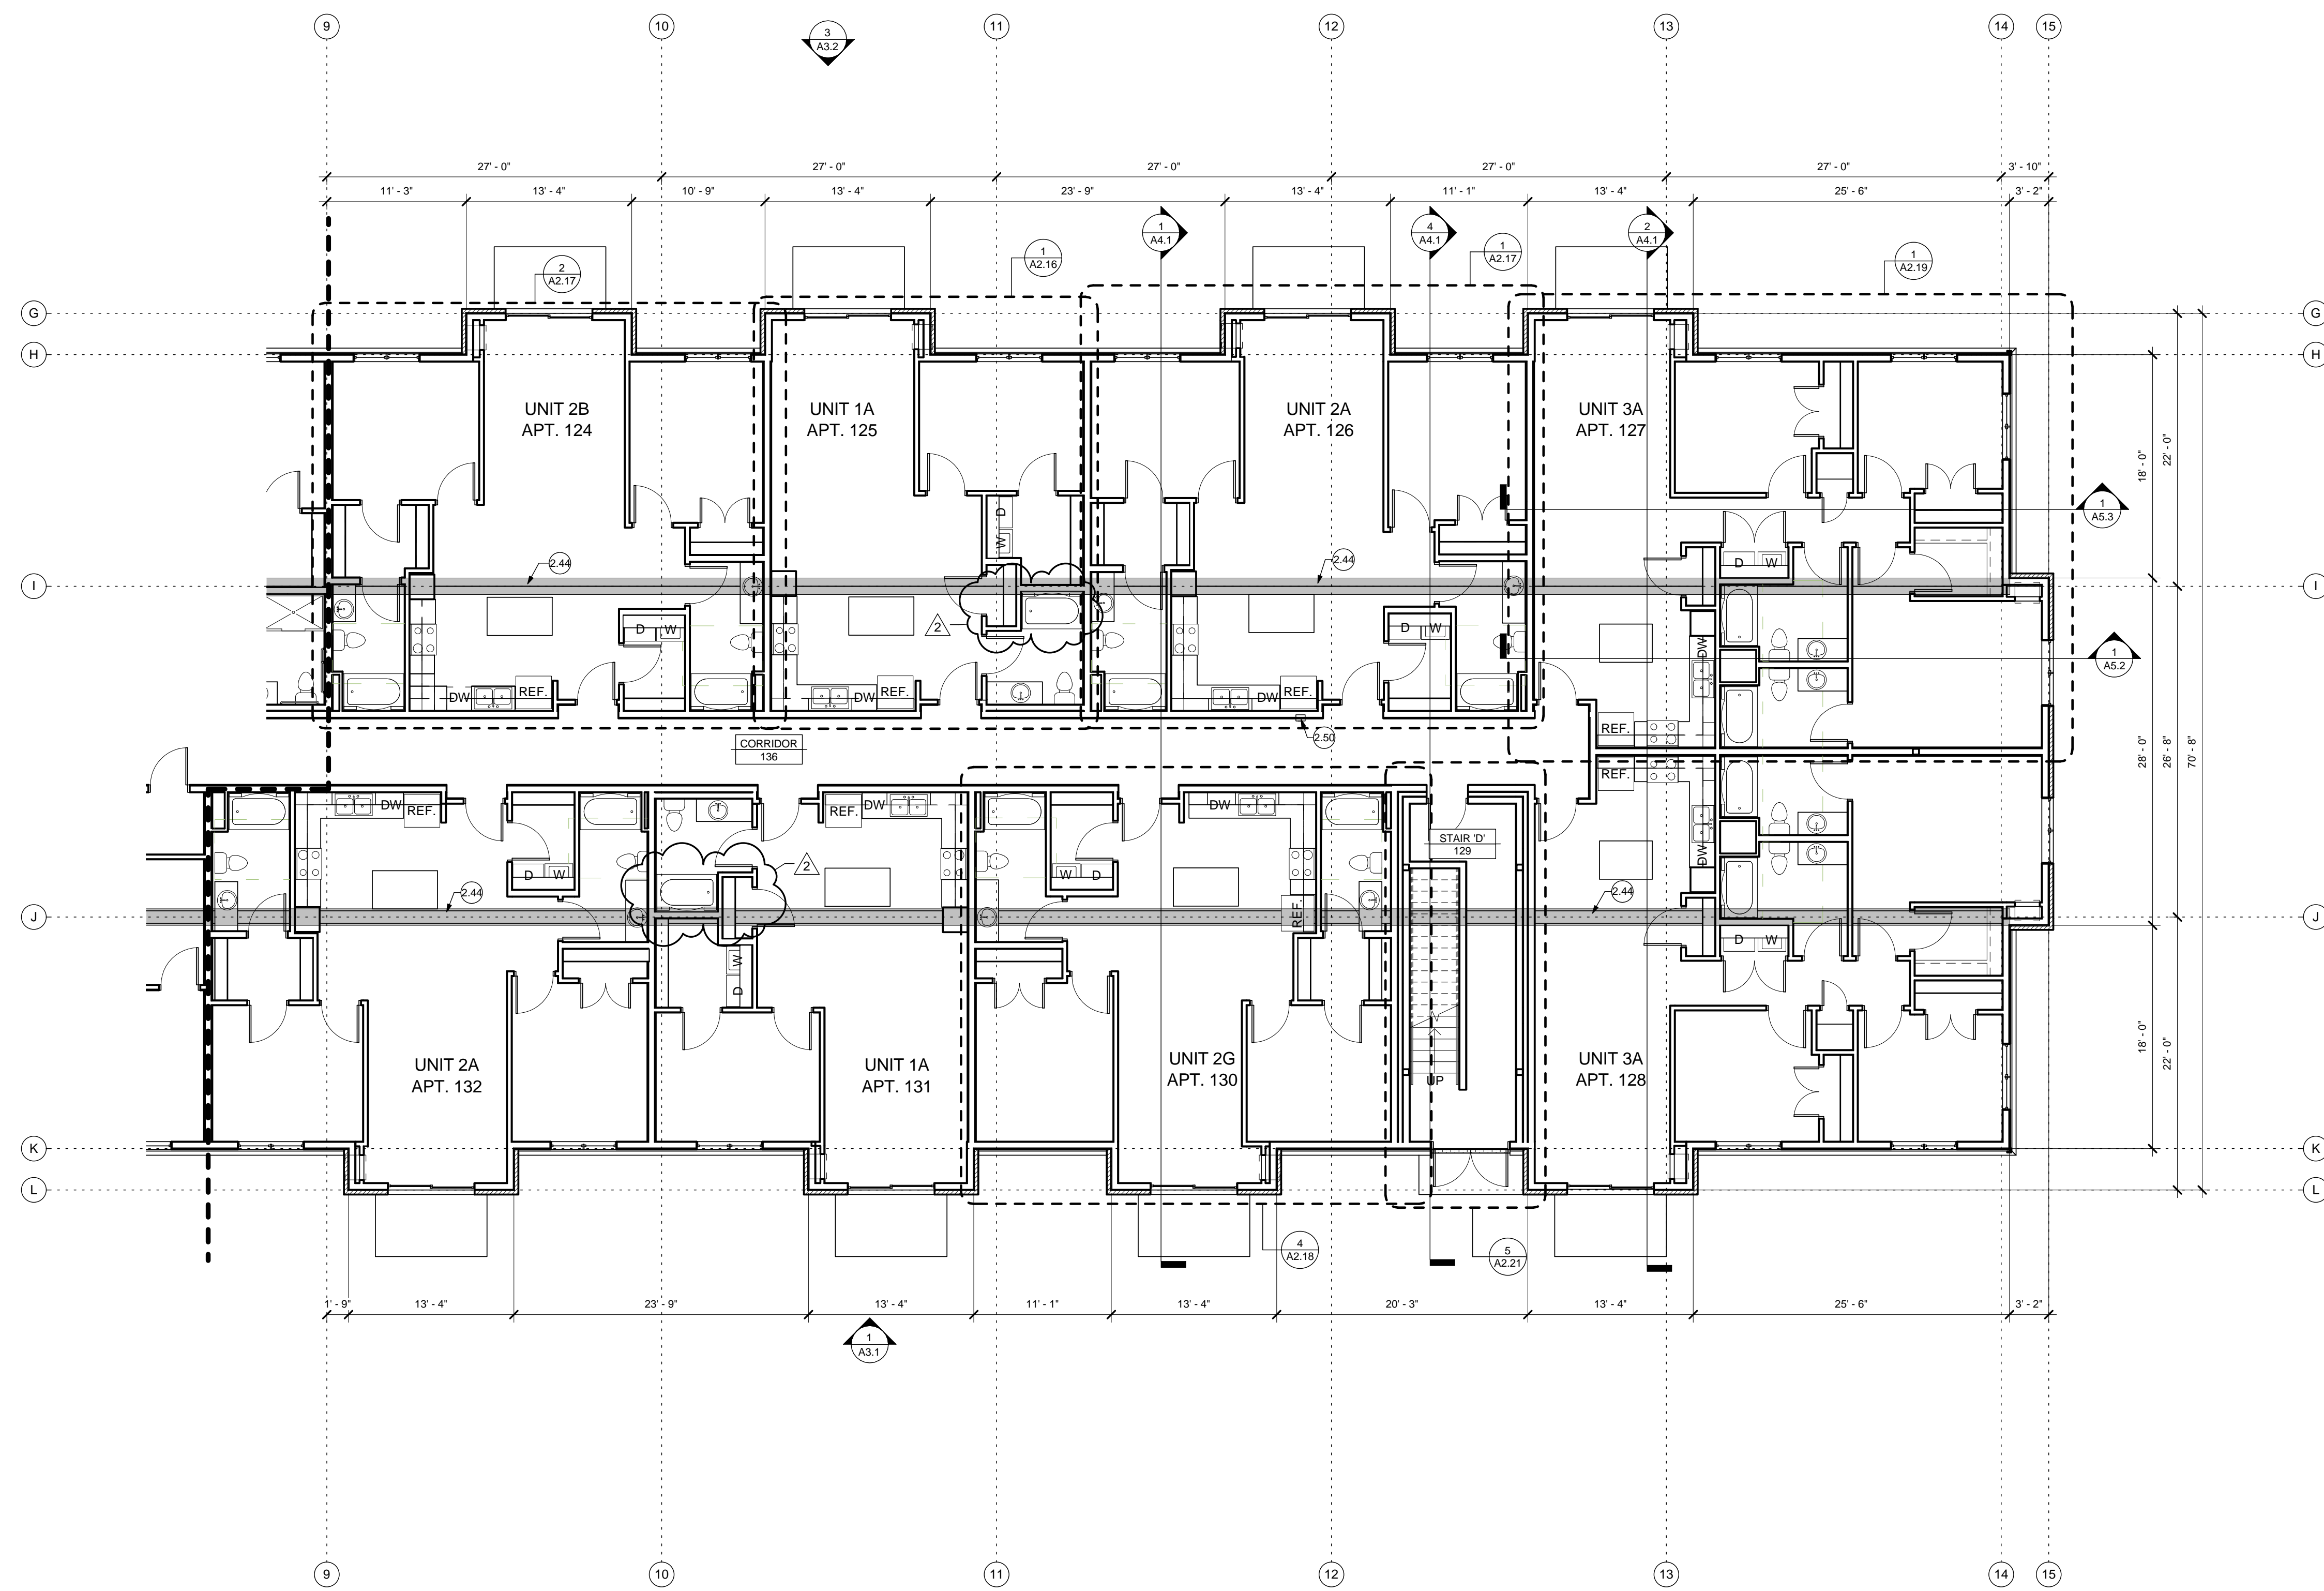 9
10
11
12
13
14
15
3
A3.2
27' - 0"
27' - 0"
27' - 0"
27' - 0"
27' - 0"
3' - 10"
11' - 3"
13' - 4"
10' - 9"
13' - 4"
23' - 9"
13' - 4"
11' - 1"
13' - 4"
25' - 6"
3' - 2"
2
A2.17
1
A2.16
1
A4.1
4
A4.1
1
A2.17
2
A4.1
1
A2.19
G
G
H
H
UNIT 2B
APT. 124
UNIT 1A
APT. 125
UNIT 2A
APT. 126
UNIT 3A
APT. 127
18' - 0"
22' - 0"
1
A5.3
D
W
2.44
2.44
D
W
I
I
D
W
2
D
W
1
A5.2
DW
REF.
DW
REF.
DW
REF.
DW
2.50
REF.
CORRIDOR
136
28' - 0"
26' - 8"
70' - 8"
REF.
DW
REF.
REF.
DW
DW
STAIR 'D'
129
DW
2
D
W
W
D
2.44
2.44
REF.
J
J
D
W
W
D
UNIT 2A
APT. 132
UNIT 1A
APT. 131
UNIT 2G
APT. 130
UP
UNIT 3A
APT. 128
18' - 0"
22' - 0"
K
K
L
L
4
A2.18
5
A2.21
1' - 9"
13' - 4"
23' - 9"
13' - 4"
11' - 1"
13' - 4"
20' - 3"
13' - 4"
25' - 6"
3' - 2"
1
A3.1
9
10
11
12
13
14
15